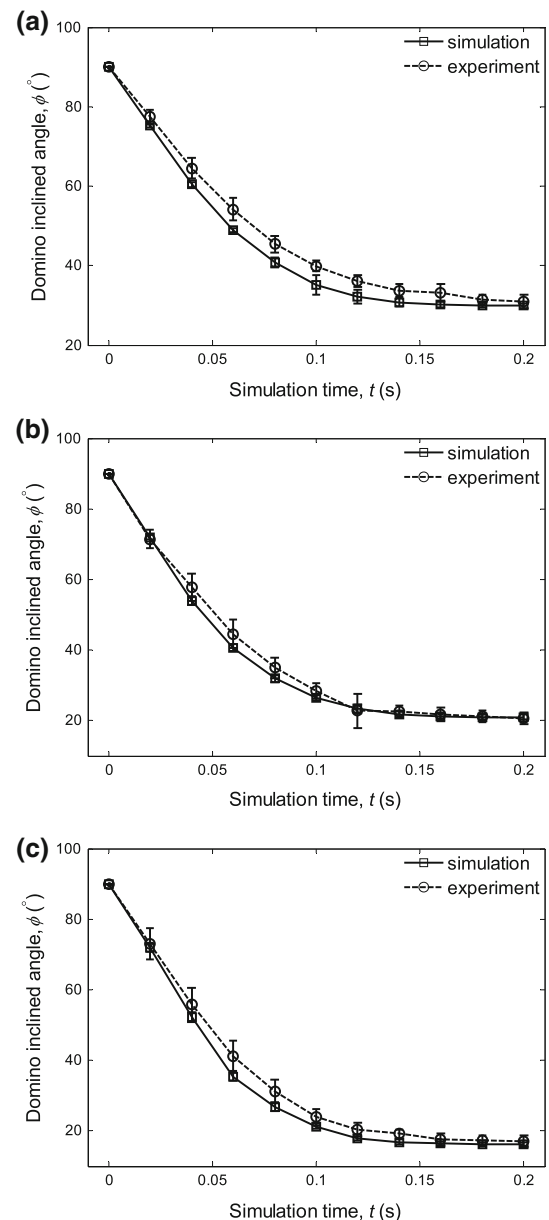 (a)
100
simulation
experiment
80
60
40
20
Domino inclined angle, ϕ (°)
0 0.05 0.1 0.15 0.2
Simulation time, t (s)
(b)
100
simulation
experiment
80
60
40
20
Domino inclined angle, ϕ (°)
0 0.05 0.1 0.15 0.2
Simulation time, t (s)
(c)
100
simulation
experiment
80
60
40
20
Domino inclined angle, ϕ (°)
0 0.05 0.1 0.15 0.2
Simulation time, t (s)